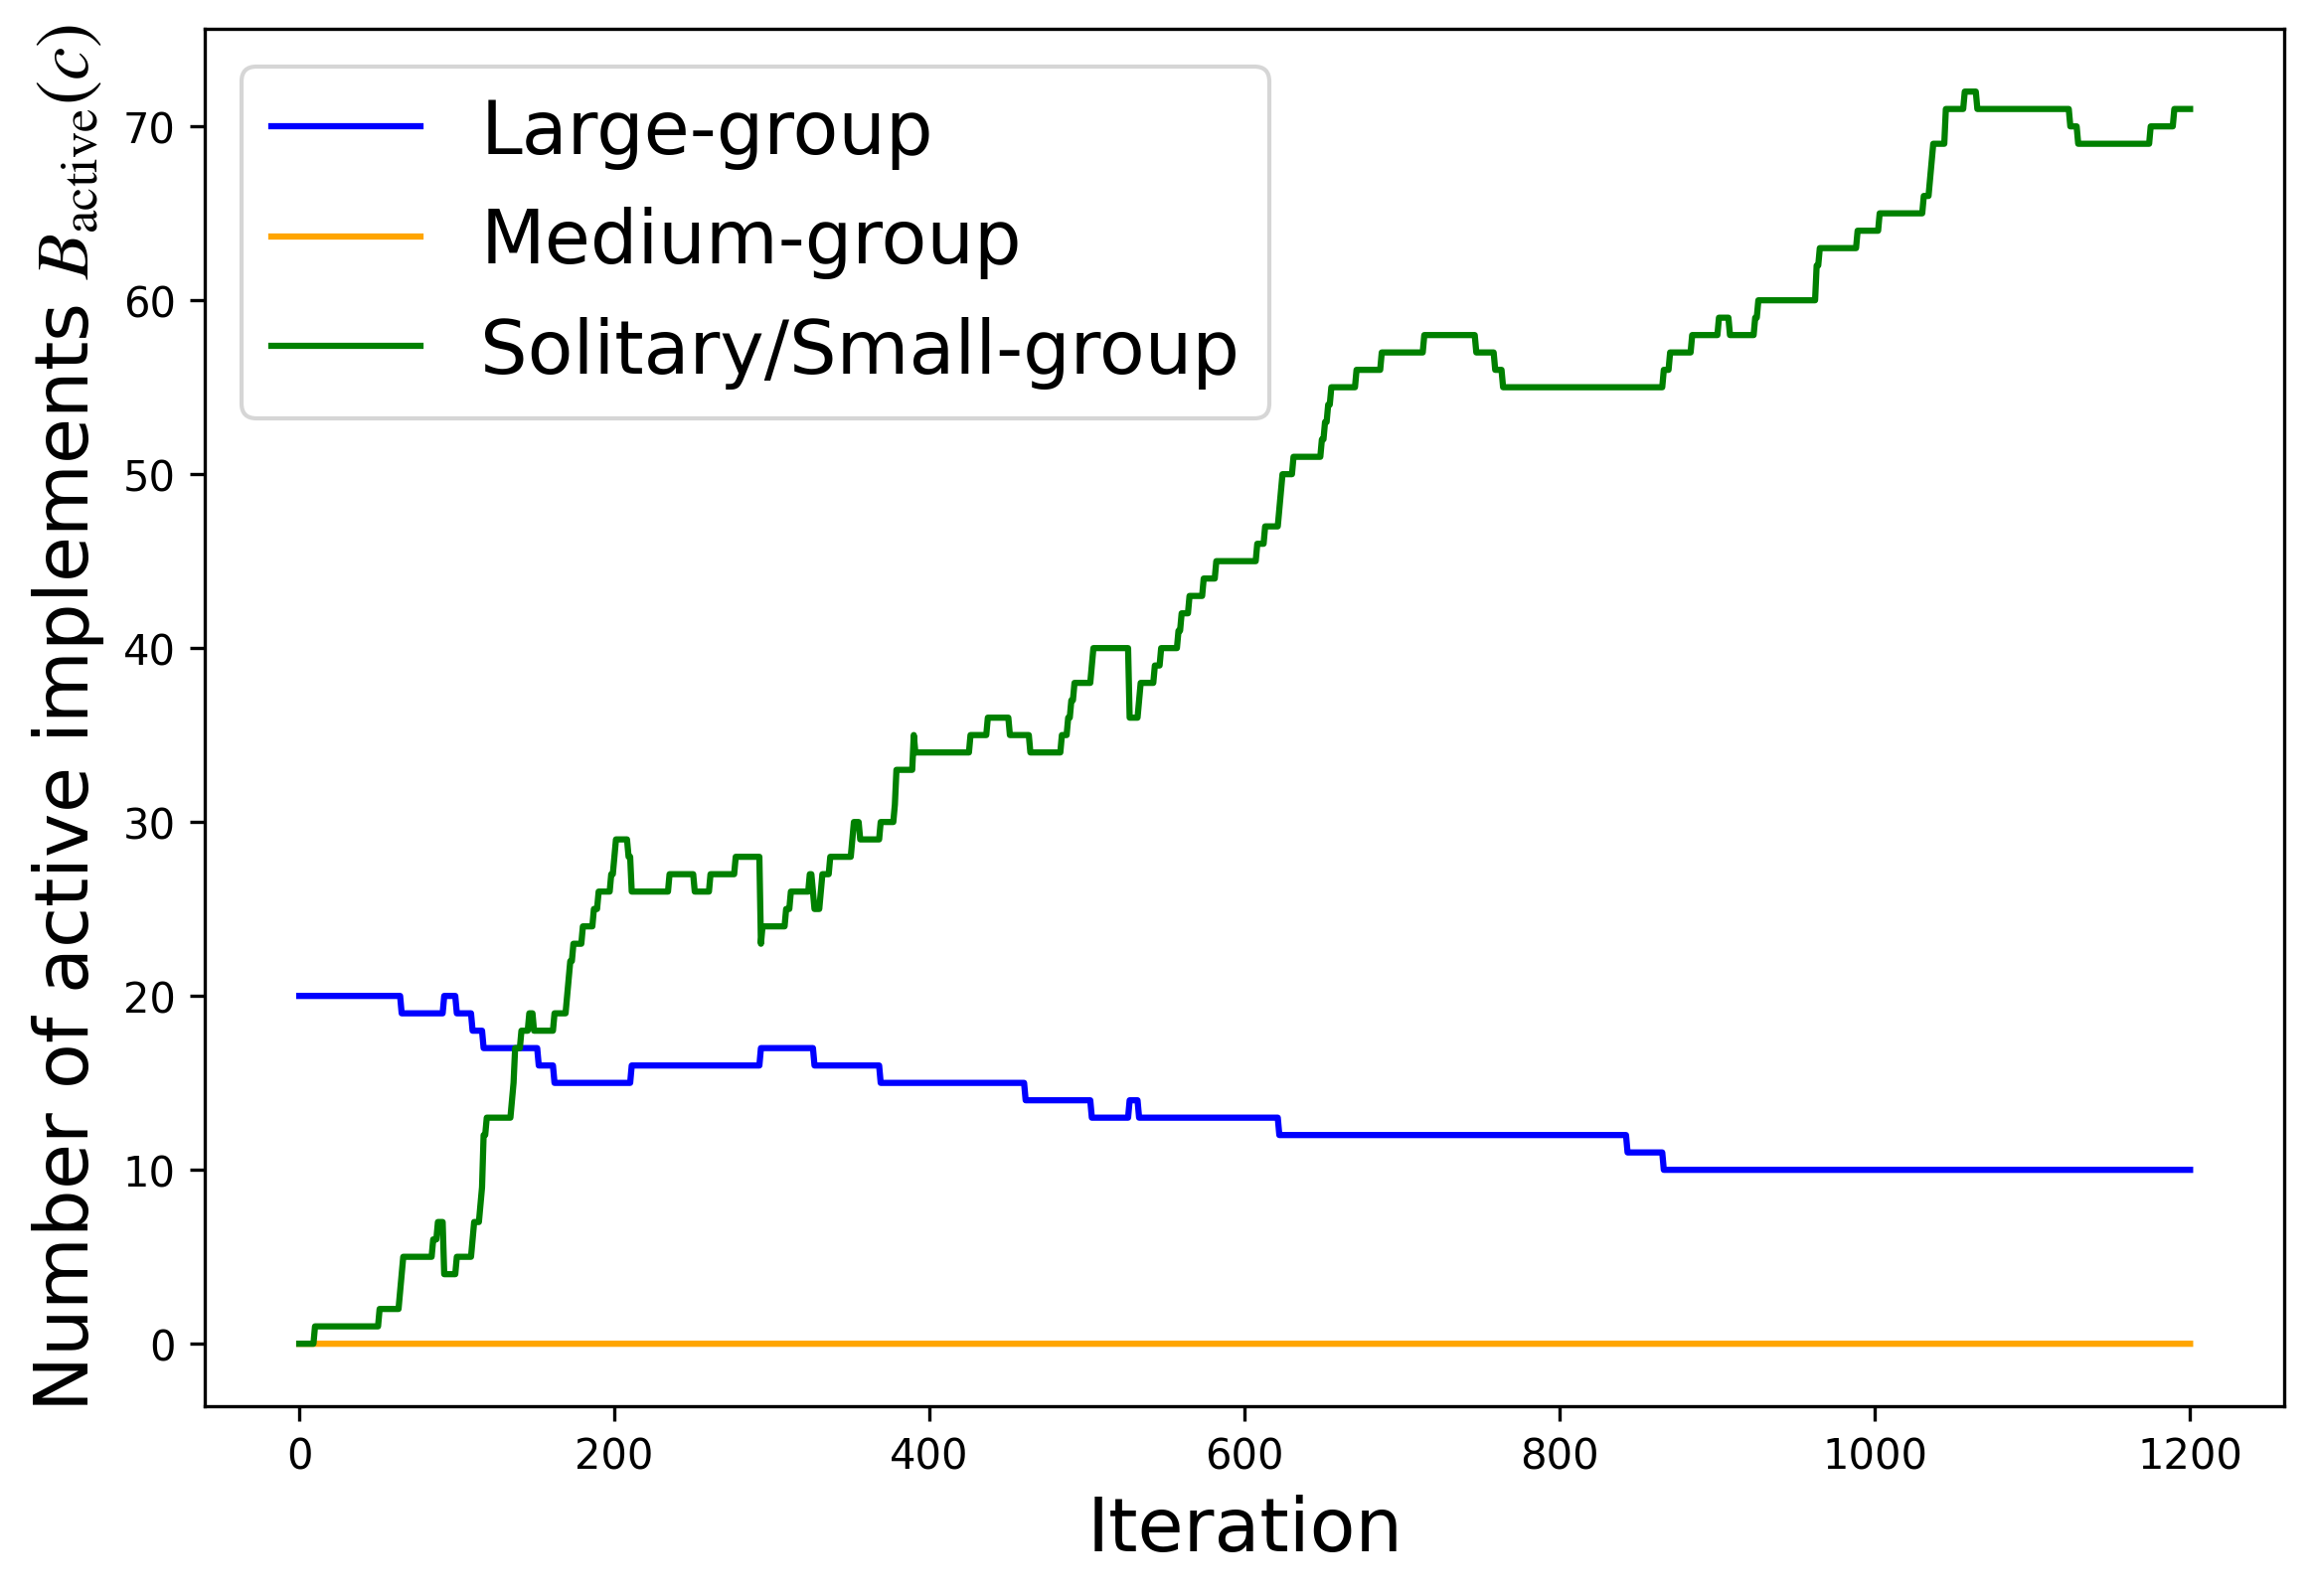 Number of active implements B_active(c)
70
60
50
40
30
20
10
0
Large-group
Medium-group
Solitary/Small-group
0 200 400 600 800 1000 1200
Iteration